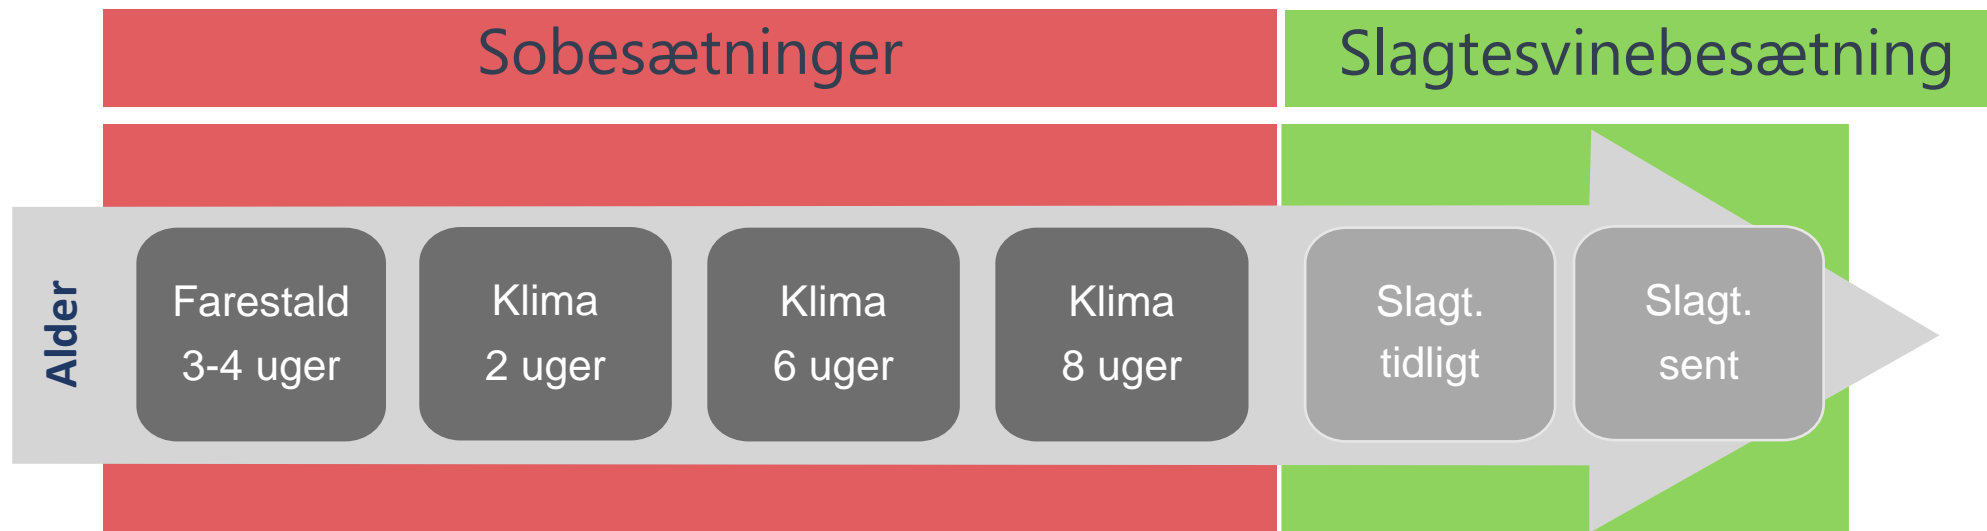 Sobesætninger
Slagtesvinebesætning
Alder
Farestald
3-4 uger
Klima
2 uger
Klima
6 uger
Klima
8 uger
Slagt.
tidligt
Slagt.
sent